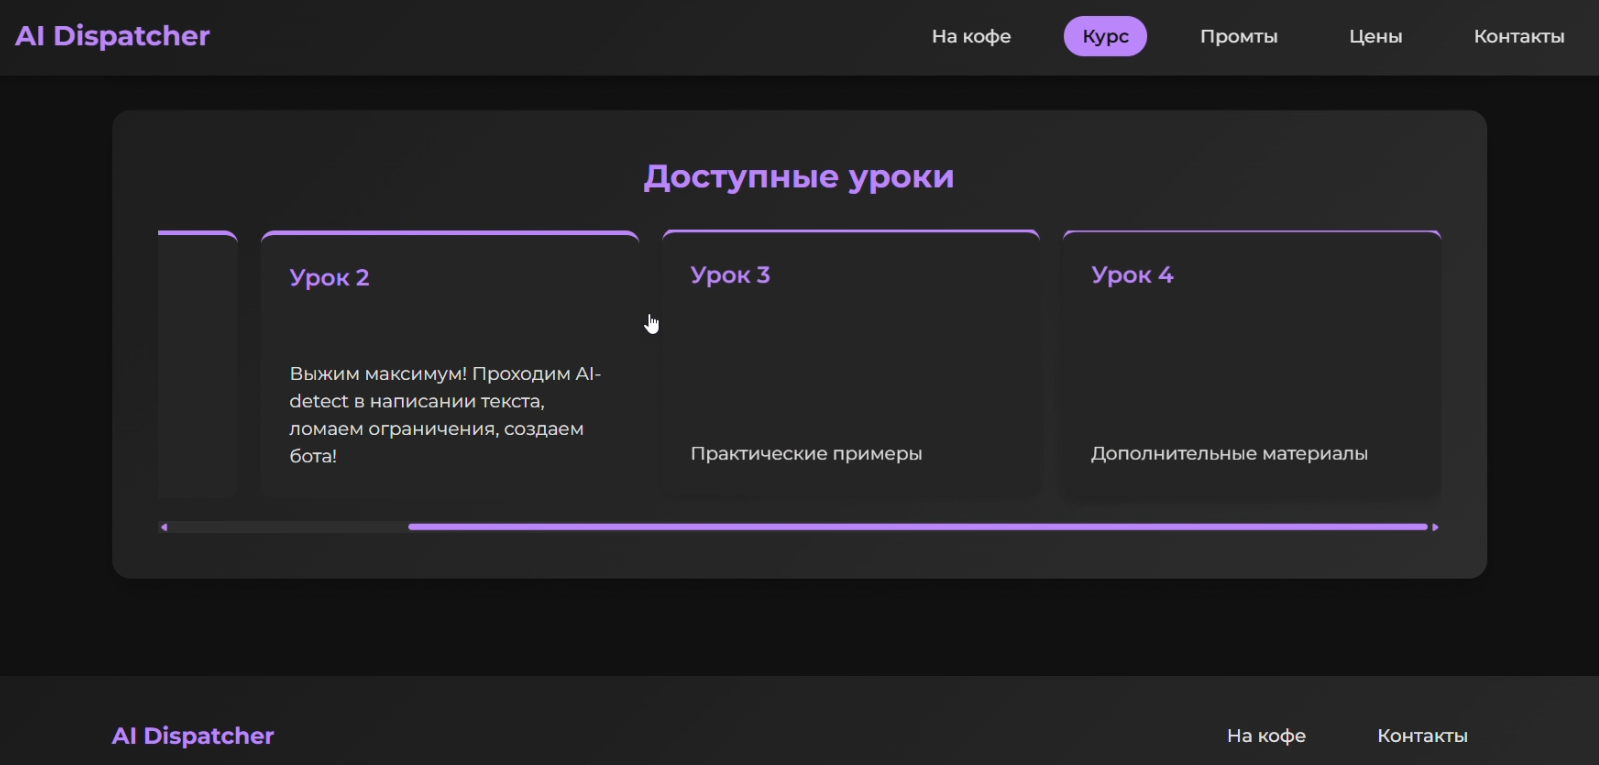 AI Dispatcher
На кофе
Курс
Промты
Цены
Контакты
Доступные уроки
Урок 2
Выжим максимум! Проходим AI-
detect в написании текста,
ломаем ограничения, создаем
бота!
Урок 3
Практические примеры
Урок 4
Дополнительные материалы
AI Dispatcher
На кофе
Контакты